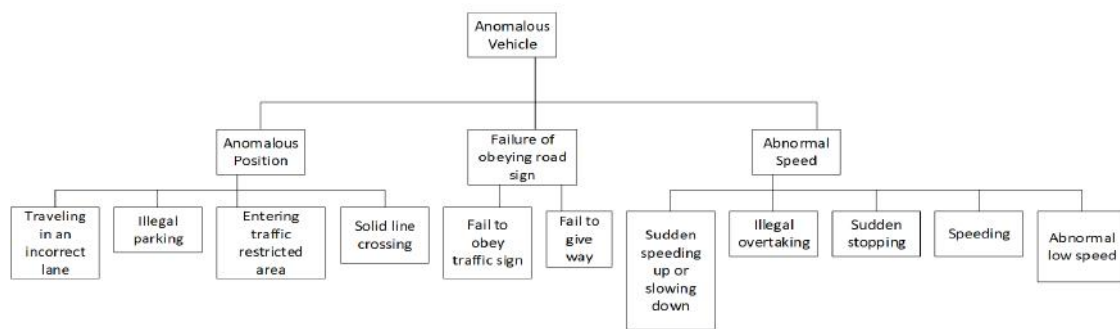 Anomalous
Vehicle
Anomalous
Position
Failure of
obeying road
sign
Abnormal
Speed
Traveling
in an
incorrect
lane
Illegal
parking
Entering
traffic
restricted
area
Solid line
crossing
Fail to
obey
traffic sign
Fail to
give
way
Sudden
speeding
up or
slowing
down
Illegal
overtaking
Sudden
stopping
Speeding
Abnormal
low speed